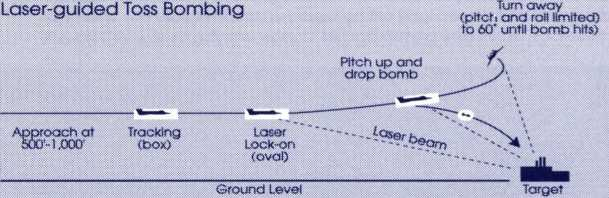 Laser-guided Toss Bombing
Turn away
(pitch and roll limited)
to 60° until bomb hits)
Pitch up and
drop bomb
Approach at
500'-1,000'
Tracking
(box)
Laser
Lock-on
(oval)
Laser beam
Ground Level
Target